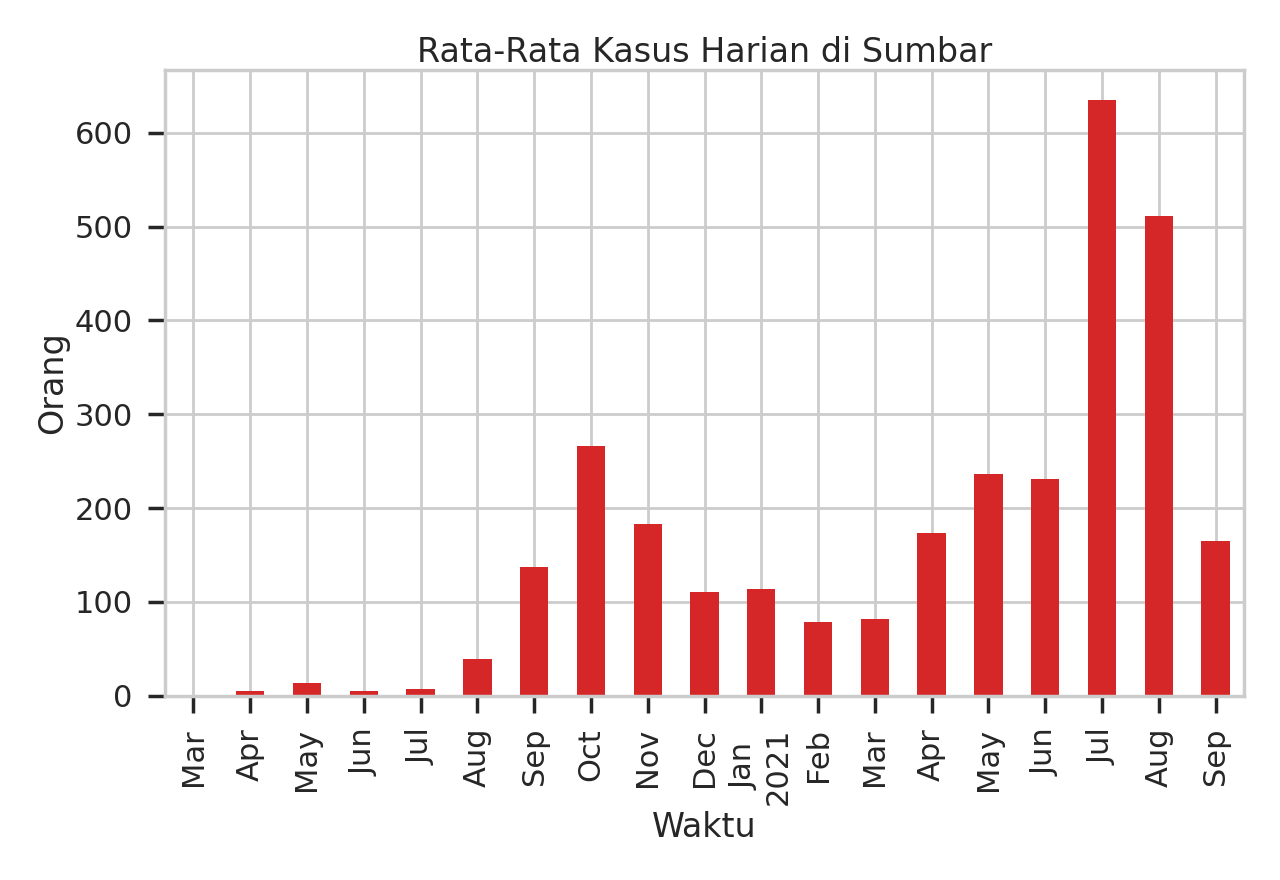 Rata-Rata Kasus Harian di Sumbar
Orang
600
500
400
300
200
100
0
Mar
Apr
May
Jun
Jul
Aug
Sep
Oct
Nov
Dec
Jan
2021
Feb
Mar
Apr
May
Jun
Jul
Aug
Sep
Waktu